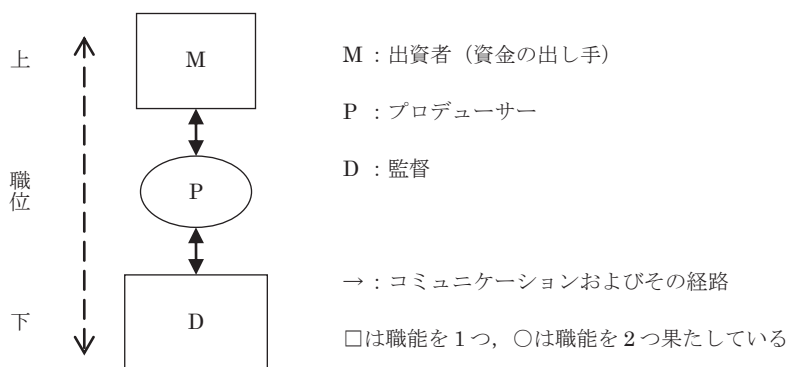 上
職位
下
M
P
D
M：出資者（資金の出し手）
P：プロデューサー
D：監督
→：コミュニケーションおよびその経路
□は職能を1つ，○は職能を2つ果たしている